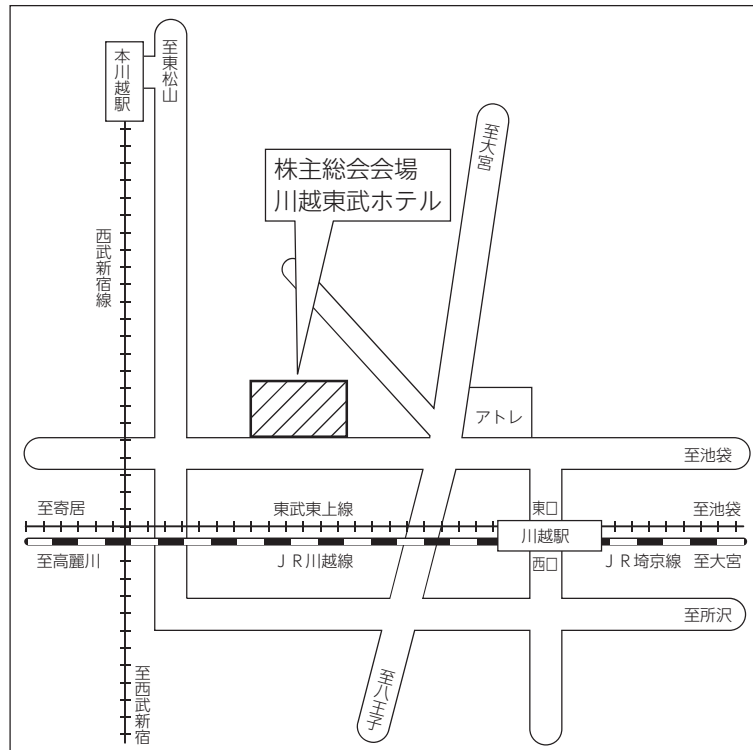 本川越駅
至東松山
至大宮
株主総会会場
川越東武ホテル
西武新宿線
アトレ
至池袋
至寄居
東武東上線
東口
至池袋
川越駅
至高麗川
ＪＲ川越線
西口
ＪＲ埼京線
至大宮
至所沢
至西武新宿
至八王子